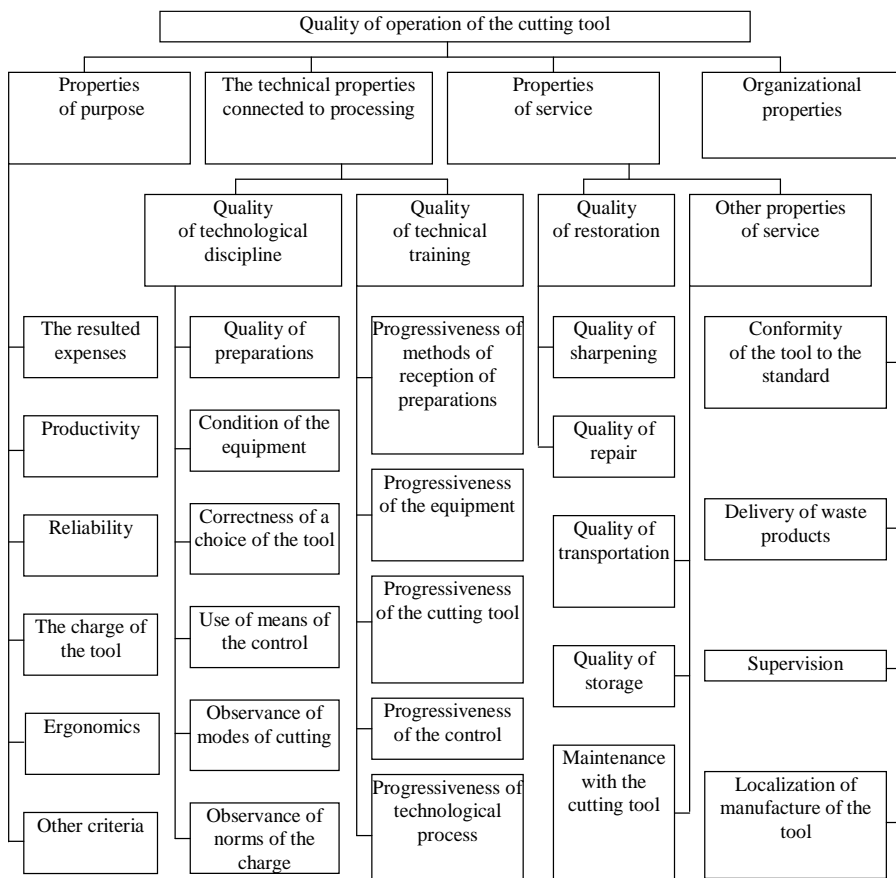 Quality of operation of the cutting tool
Properties
of purpose
The technical properties
connected to processing
Properties
of service
Organizational
properties
Quality
of technological
discipline
Quality
of technical
training
Quality
of restoration
Other properties
of service
The resulted
expenses
Productivity
Reliability
The charge of
the tool
Ergonomics
Other criteria
Quality of
preparations
Condition of the
equipment
Correctness of a
choice of the tool
Use of means of
the control
Observance of
modes of cutting
Observance of
norms of the
charge
Progressiveness of
methods of
reception of
preparations
Progressiveness
of the equipment
Progressiveness
of the cutting tool
Progressiveness
of the control
Progressiveness of
technological
process
Quality of
sharpening
Quality of
repair
Quality of
transportation
Quality of
storage
Maintenance
with the
cutting tool
Conformity
of the tool to the
standard
Delivery of waste
products
Supervision
Localization of
manufacture of the
tool